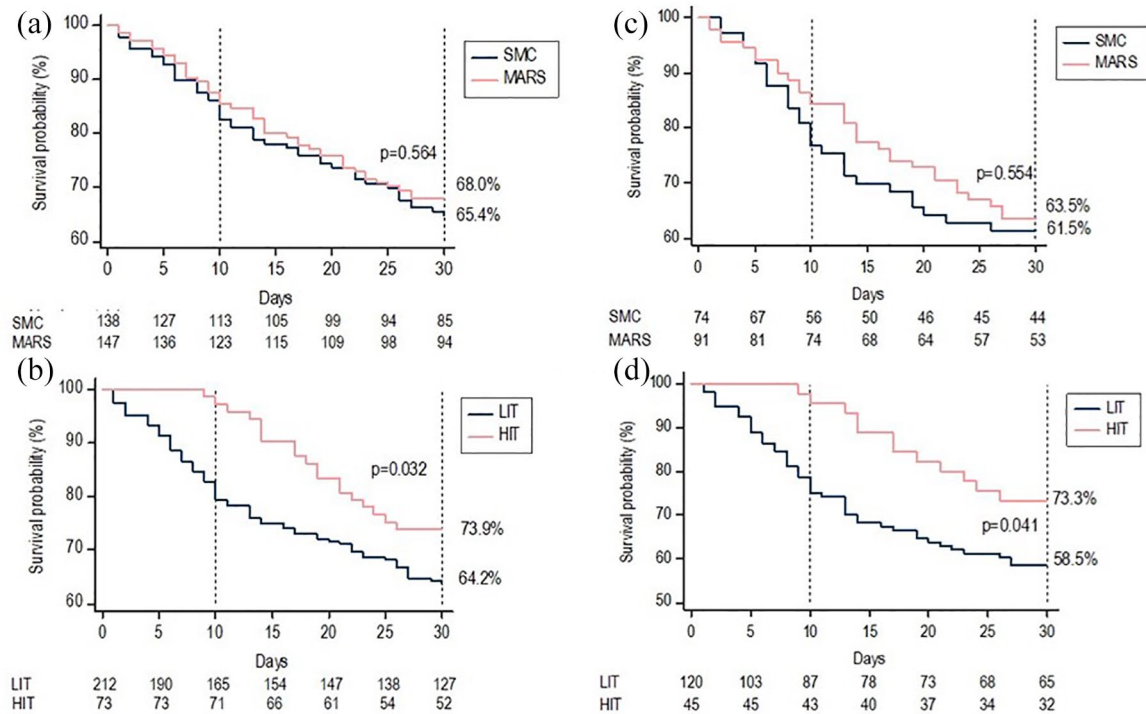 (a)
Survival probability (%)
100
90
80
70
60
SMC
MARS
p=0.564
68.0%
65.4%
0 5 10 15 20 25 30
Days
SMC 138 127 113 105 99 94 85
MARS 147 136 123 115 109 98 94
(c)
Survival probability (%)
100
90
80
70
60
SMC
MARS
p=0.554
63.5%
61.5%
0 5 10 15 20 25 30
Days
SMC 74 67 56 50 46 45 44
MARS 91 81 74 68 64 57 53
(b)
Survival probability (%)
100
90
80
70
60
LIT
HIT
p=0.032
73.9%
64.2%
0 5 10 15 20 25 30
Days
LIT 212 190 165 154 147 138 127
HIT 73 73 71 66 61 54 52
(d)
Survival probability (%)
100
90
80
70
60
50
LIT
HIT
73.3%
p=0.041
58.5%
0 5 10 15 20 25 30
Days
LIT 120 103 87 78 73 68 65
HIT 45 45 43 40 37 34 32